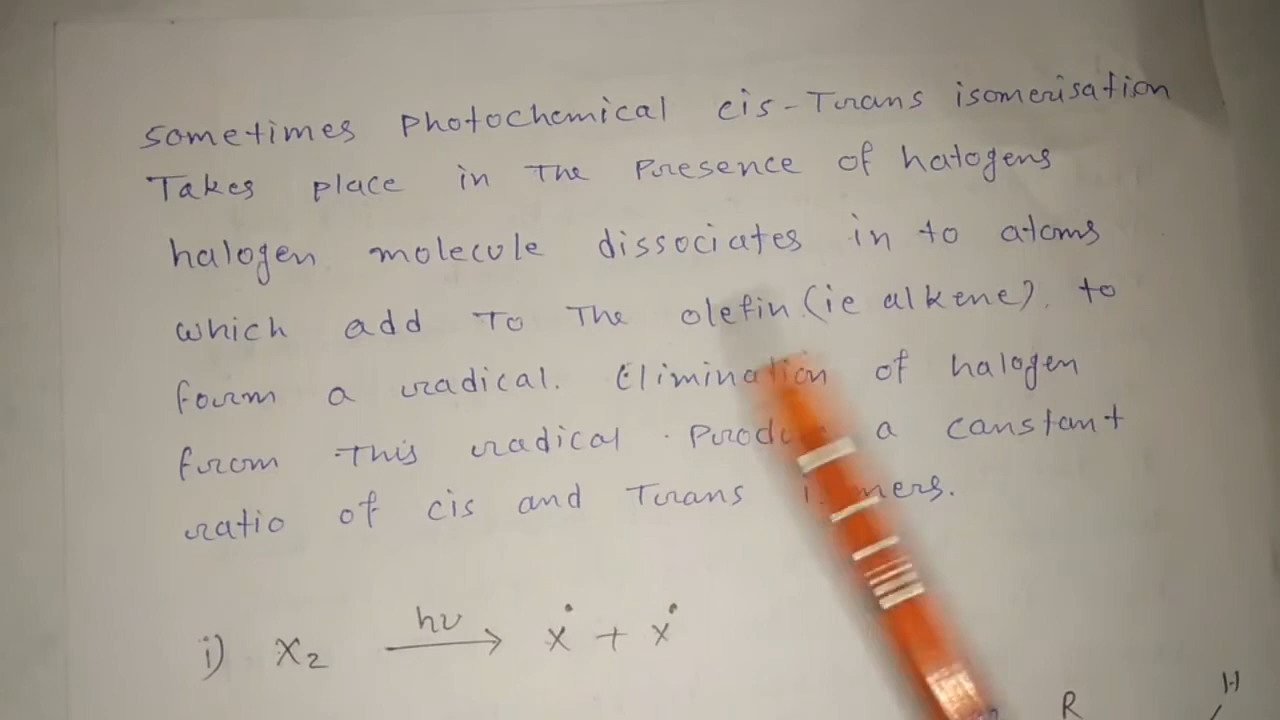 sometimes photochemical cis-Trans isomerisation
Takes place in The Presence of halogens
halogen molecule dissociates in to atoms
which add To The olefin (ie alkene). to
form a radical. Elimination of halogen
from This radical a constant
ratio of cis and Trans
i) X2 hν → Ẋ + Ẋ
R H